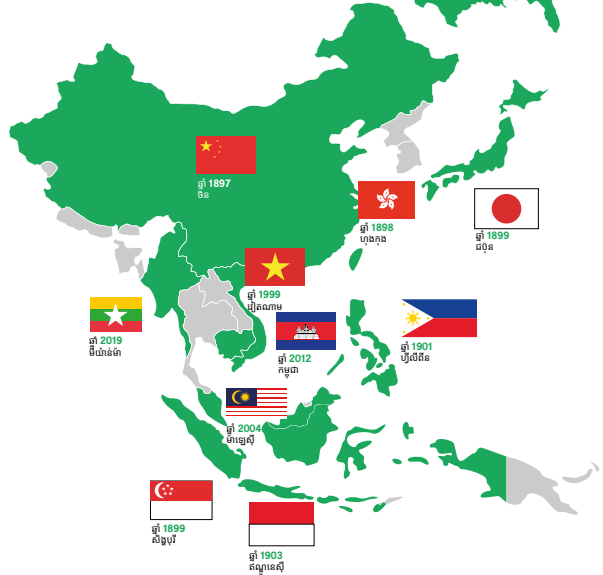 ឆ្នាំ 1897
ចិន
ឆ្នាំ 1898
ហុងកុង
ឆ្នាំ 1899
ជប៉ុន
ឆ្នាំ 1999
វៀតណាម
ឆ្នាំ 2019
មីយ៉ាន់ម៉ា
ឆ្នាំ 2012
កម្ពុជា
ឆ្នាំ 1901
ហ្វីលីពីន
ឆ្នាំ 2004
ម៉ាឡេស៊ី
ឆ្នាំ 1899
សិង្ហបុរី
ឆ្នាំ 1903
ឥណ្ឌូនេស៊ី